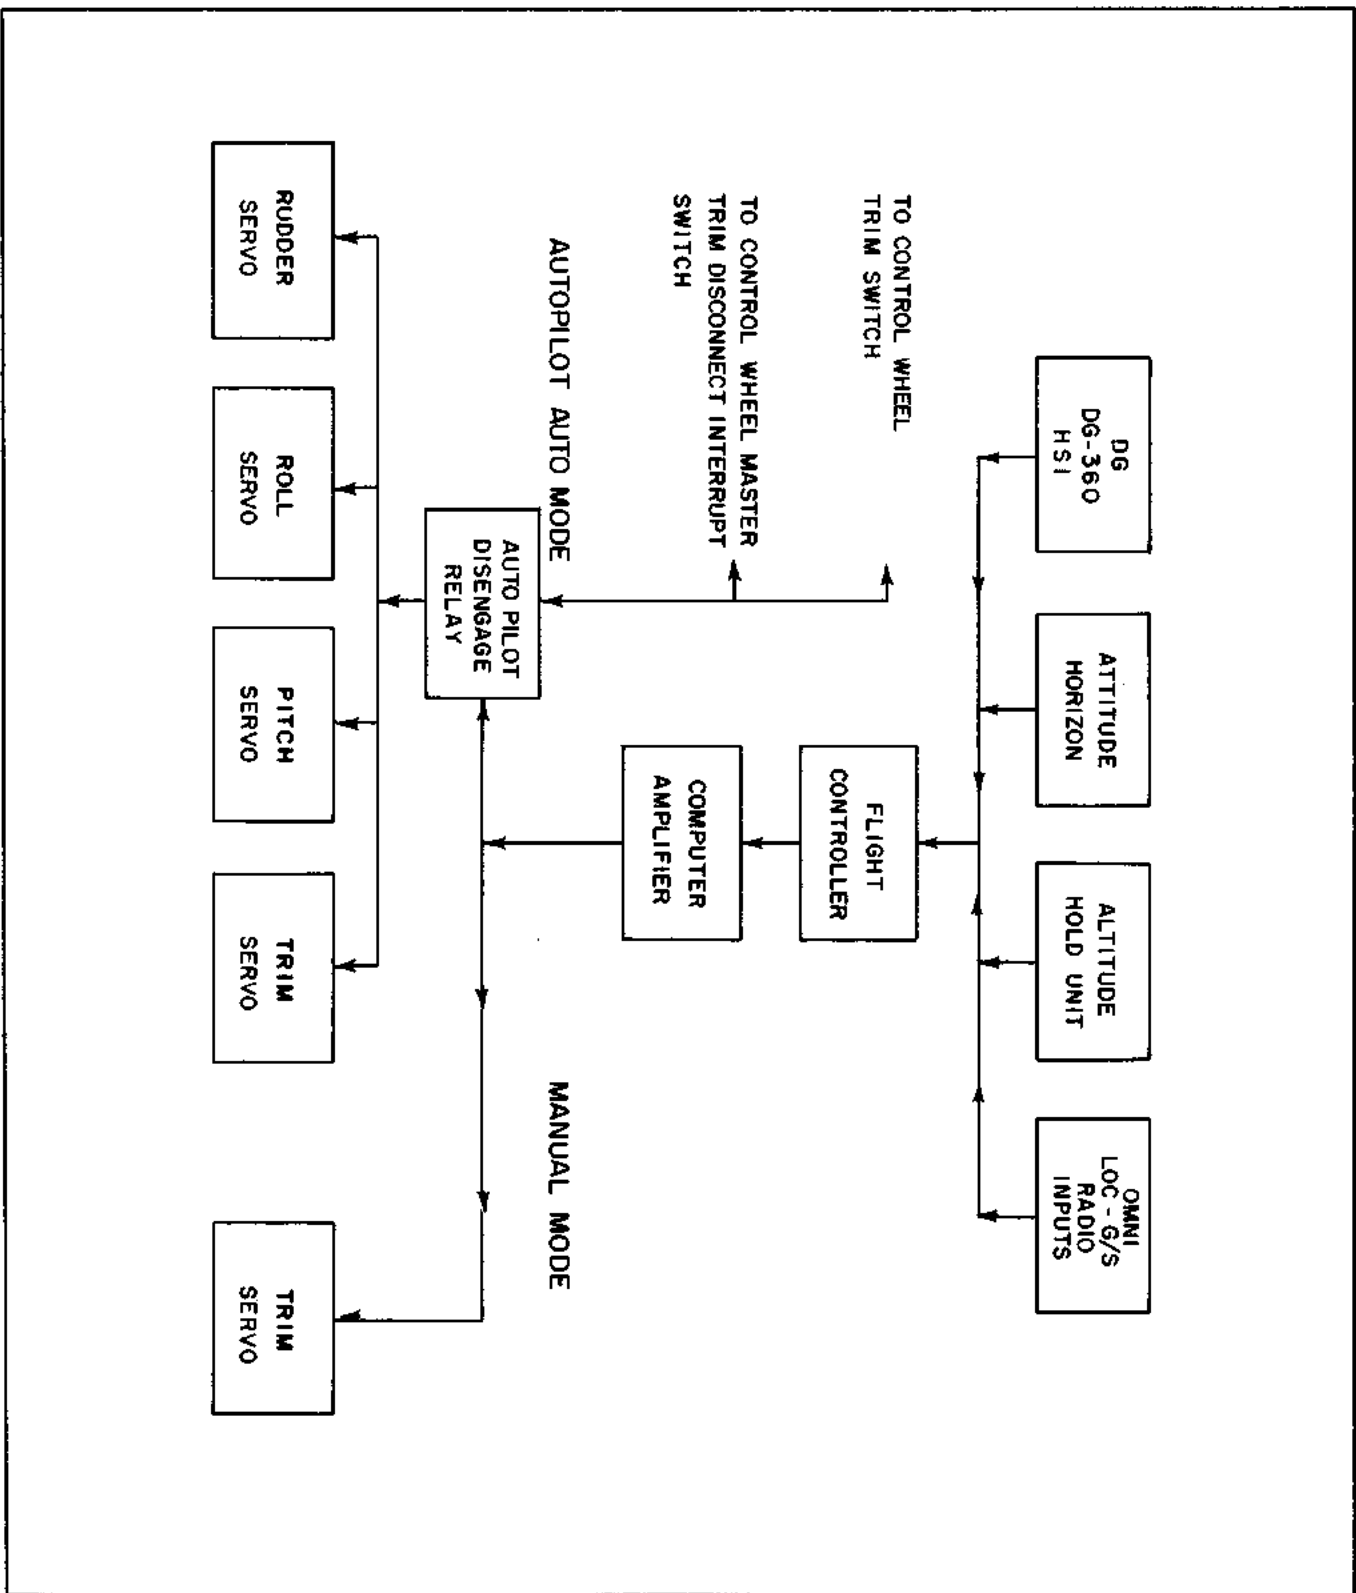 DG
DG-360
HSI
ATTITUDE
HORIZON
ALTITUDE
HOLD UNIT
OMNI
LOC - G/S
RADIO
INPUTS
TO CONTROL WHEEL
TRIM SWITCH
FLIGHT
CONTROLLER
TO CONTROL WHEEL MASTER
TRIM DISCONNECT INTERRUPT
SWITCH
COMPUTER
AMPLIFIER
AUTOPILOT AUTO MODE
MANUAL MODE
AUTO PILOT
DISENGAGE
RELAY
RUDDER
SERVO
ROLL
SERVO
PITCH
SERVO
TRIM
SERVO
TRIM
SERVO